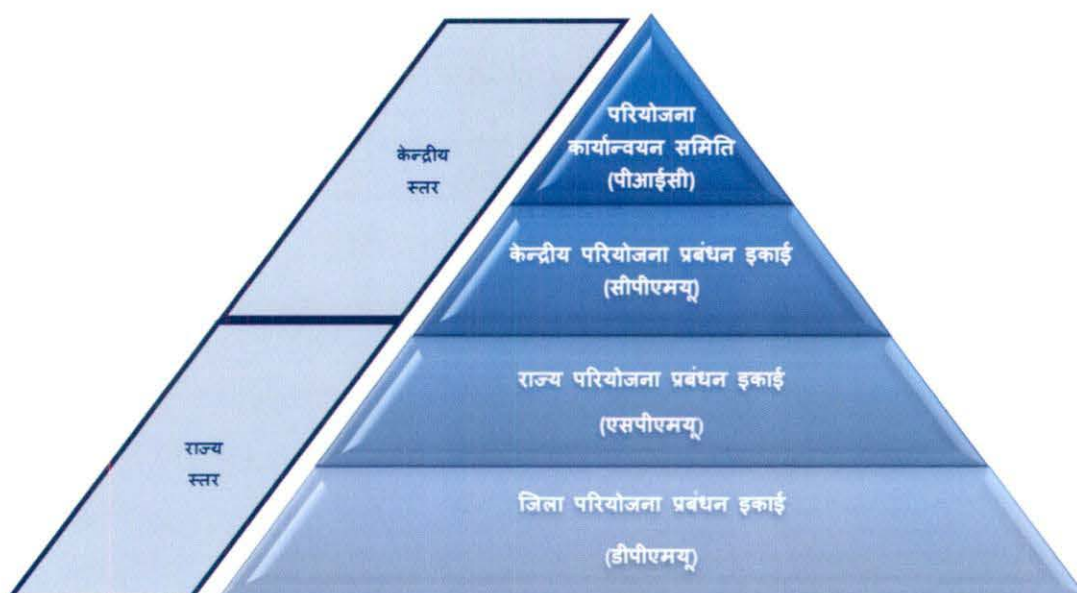 केन्द्रीय
स्तर
राज्य
स्तर
परियोजना
कार्यान्वयन समिति
(पीआईसी)
केन्द्रीय परियोजना प्रबंधन इकाई
(सीपीएमयू)
राज्य परियोजना प्रबंधन इकाई
(एसपीएमयू)
जिला परियोजना प्रबंधन इकाई
(डीपीएमयू)